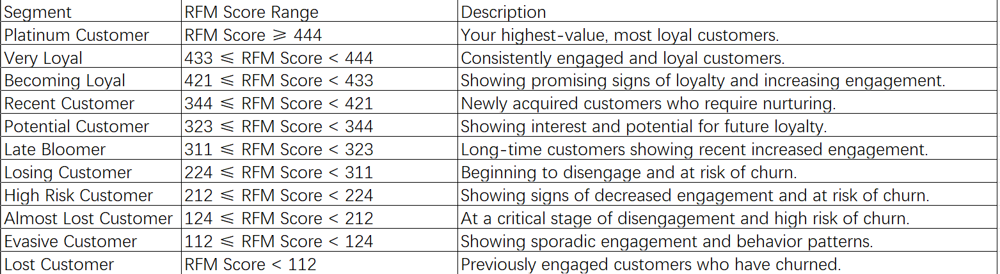 Segment RFM Score Range Description
Platinum Customer RFM Score ⩾ 444 Your highest-value, most loyal customers.
Very Loyal 433 ⩽ RFM Score < 444 Consistently engaged and loyal customers.
Becoming Loyal 421 ⩽ RFM Score < 433 Showing promising signs of loyalty and increasing engagement.
Recent Customer 344 ⩽ RFM Score < 421 Newly acquired customers who require nurturing.
Potential Customer 323 ⩽ RFM Score < 344 Showing interest and potential for future loyalty.
Late Bloomer 311 ⩽ RFM Score < 323 Long-time customers showing recent increased engagement.
Losing Customer 224 ⩽ RFM Score < 311 Beginning to disengage and at risk of churn.
High Risk Customer 212 ⩽ RFM Score < 224 Showing signs of decreased engagement and at risk of churn.
Almost Lost Customer 124 ⩽ RFM Score < 212 At a critical stage of disengagement and high risk of churn.
Evasive Customer 112 ⩽ RFM Score < 124 Showing sporadic engagement and behavior patterns.
Lost Customer RFM Score < 112 Previously engaged customers who have churned.